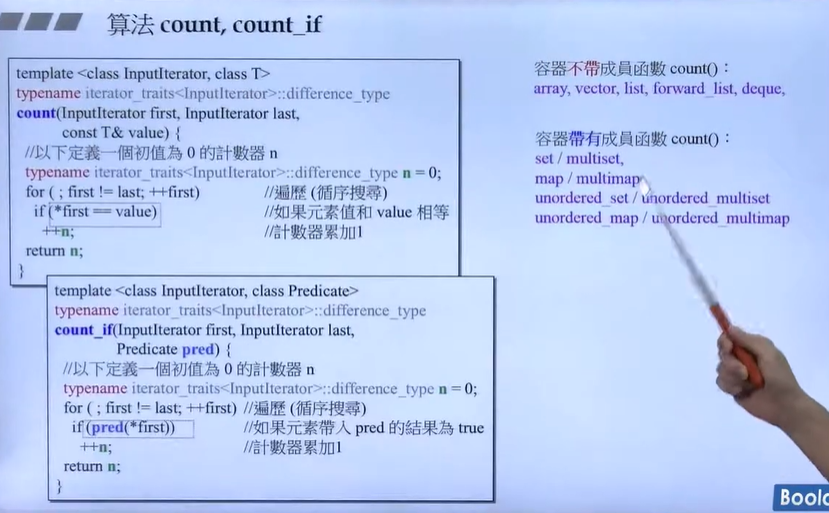 算法 count, count_if
template <class InputIterator, class T>
typename iterator_traits<InputIterator>::difference_type
count(InputIterator first, InputIterator last,
const T& value) {
//以下定義一個初值為 0 的計數器 n
typename iterator_traits<InputIterator>::difference_type n = 0;
for ( ; first != last; ++first) //遍歷 (循序搜尋)
if (*first == value) //如果元素值和 value 相等
++n; //計數器累加1
return n;
}
template <class InputIterator, class Predicate>
typename iterator_traits<InputIterator>::difference_type
count_if(InputIterator first, InputIterator last,
Predicate pred) {
//以下定義一個初值為 0 的計數器 n
typename iterator_traits<InputIterator>::difference_type n = 0;
for ( ; first != last; ++first) //遍歷 (循序搜尋)
if (pred(*first)) //如果元素帶入 pred 的結果為 true
++n; //計數器累加1
return n;
}
容器不帶成員函數 count()：
array, vector, list, forward_list, deque,
容器帶有成員函數 count()：
set / multiset,
map / multimap
unordered_set / unordered_multiset
unordered_map / unordered_multimap